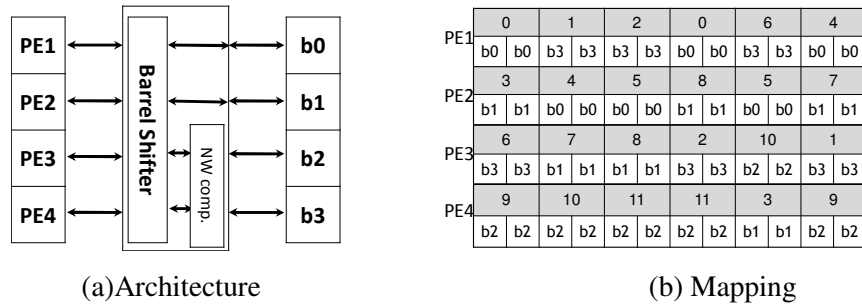 PE1 b0
PE2 b1
PE3 b2
PE4 b3
Barrel Shifter
NW comp.
(a)Architecture
0 1 2 0 6 4
PE1
b0 b0 b3 b3 b3 b3 b0 b0 b3 b3 b0 b0
3 4 5 8 5 7
PE2
b1 b1 b0 b0 b0 b0 b1 b1 b0 b0 b1 b1
6 7 8 2 10 1
PE3
b3 b3 b1 b1 b1 b1 b3 b3 b2 b2 b3 b3
9 10 11 11 3 9
PE4
b2 b2 b2 b2 b2 b2 b2 b2 b1 b1 b2 b2
(b) Mapping